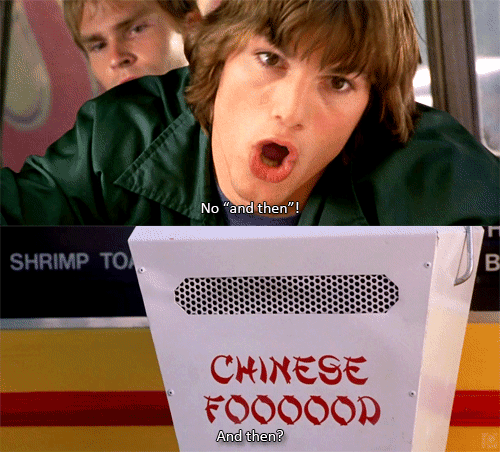 No “and then”!
SHRIMP TOA
H
B
CHINESE
FOOOOOD
And then?